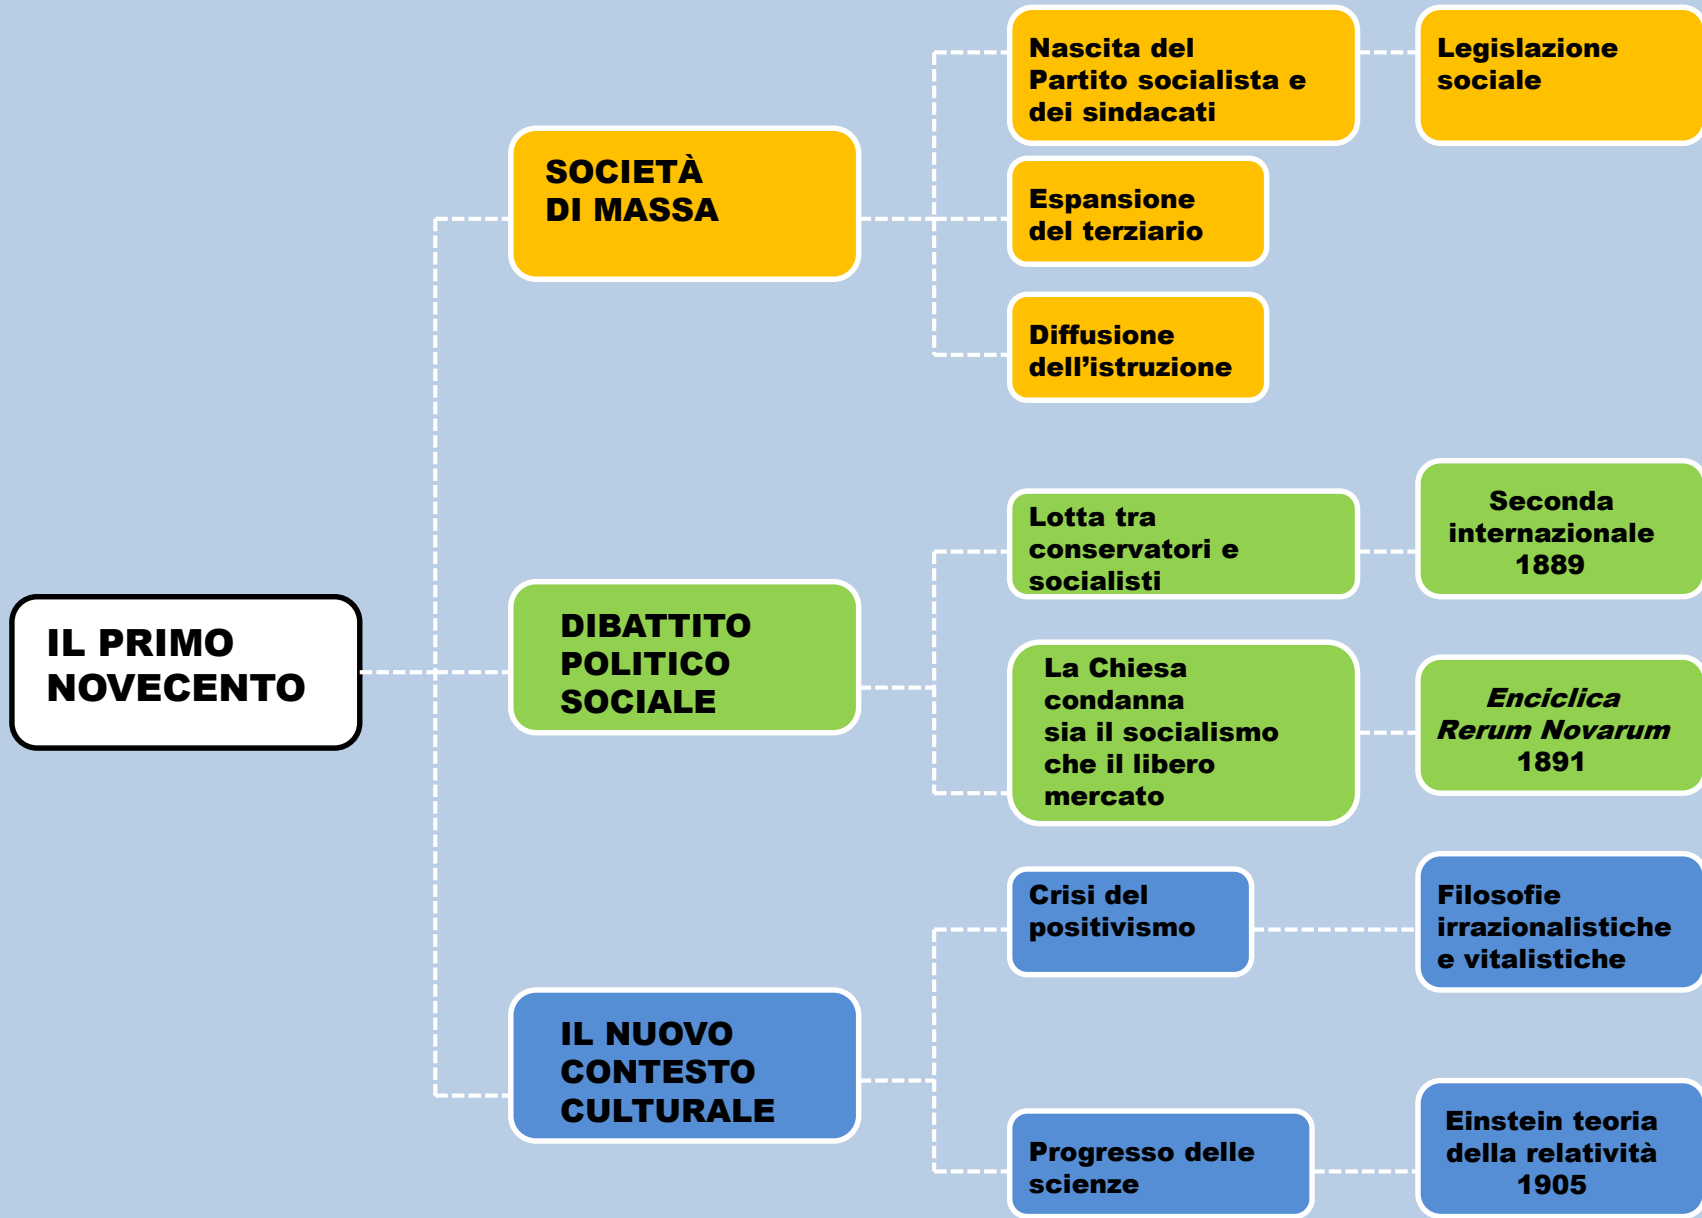 IL PRIMO
NOVECENTO
SOCIETÀ
DI MASSA
Nascita del
Partito socialista e
dei sindacati
Legislazione
sociale
Espansione
del terziario
Diffusione
dell’istruzione
DIBATTITO
POLITICO
SOCIALE
Lotta tra
conservatori e
socialisti
Seconda
internazionale
1889
La Chiesa
condanna
sia il socialismo
che il libero
mercato
Enciclica
Rerum Novarum
1891
IL NUOVO
CONTESTO
CULTURALE
Crisi del
positivismo
Filosofie
irrazionalistiche
e vitalistiche
Progresso delle
scienze
Einstein teoria
della relatività
1905